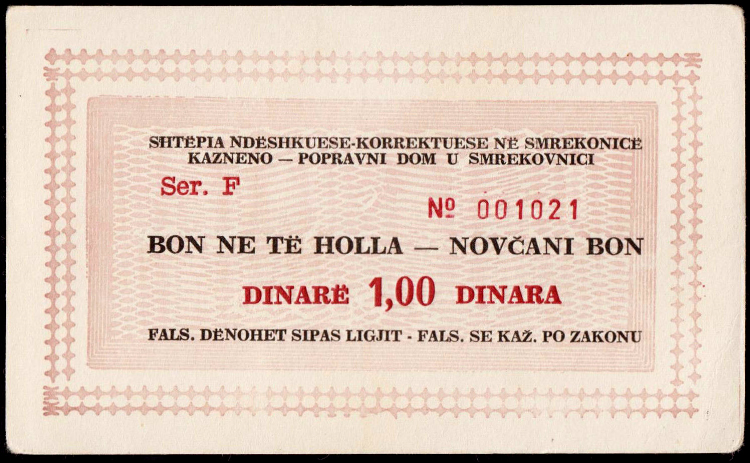 SHTËPIA NDËSHKUESE-KORREKTUESE NË SMREKONICË
KAZNENO — POPRAVNI DOM U SMREKOVNICI
Ser. F
Nº 001021
BON NE TË HOLLA — NOVČANI BON
DINARË 1,00 DINARA
FALS. DËNOHET SIPAS LIGJIT - FALS. SE KAŽ. PO ZAKONU